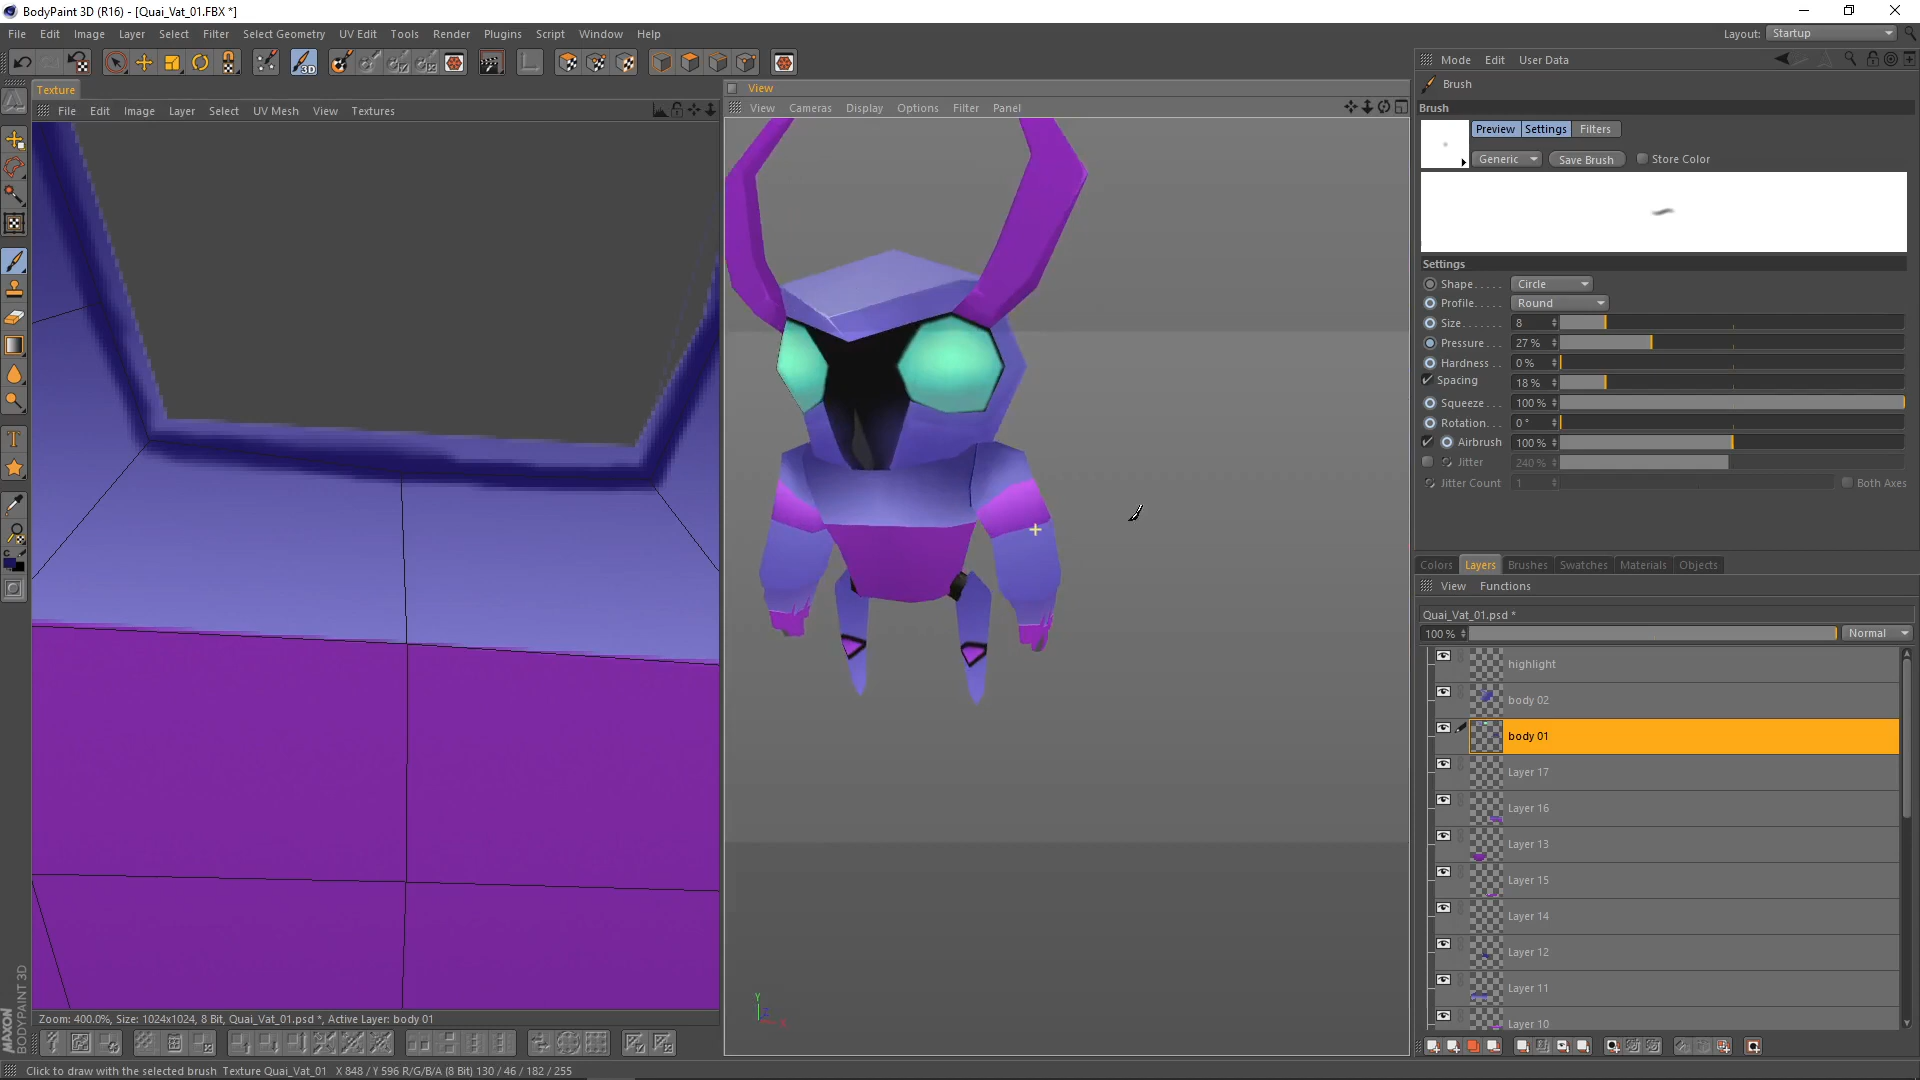 BodyPaint 3D (R16) - [Quai_Vat_01.FBX *]
File Edit Image Layer Select Filter Select Geometry UV Edit Tools Render Plugins Script Window Help
Layout: Startup
Texture
File Edit Image Layer Select UV Mesh View Textures
View
View Cameras Display Options Filter Panel
Mode Edit User Data
Brush
Brush
Preview Settings Filters
Generic Save Brush Store Color
Settings
Shape..... Circle
Profile..... Round
Size....... 8
Pressure... 27 %
Hardness.. 0 %
Spacing 18 %
Squeeze... 100 %
Rotation... 0 °
Airbrush 100 %
Jitter 240 %
Jitter Count 1 Both Axes
Colors Layers Brushes Swatches Materials Objects
View Functions
Quai_Vat_01.psd *
100 % Normal
highlight
body 02
body 01
Layer 17
Layer 16
Layer 13
Layer 15
Layer 14
Layer 12
Layer 11
Layer 10
Y
X
MAXON BODYPAINT 3D
Zoom: 400.0%, Size: 1024x1024, 8 Bit, Quai_Vat_01.psd *, Active Layer: body 01
Click to draw with the selected brush Texture Quai_Vat_01 X 848 / Y 596 R/G/B/A (8 Bit) 130 / 46 / 182 / 255